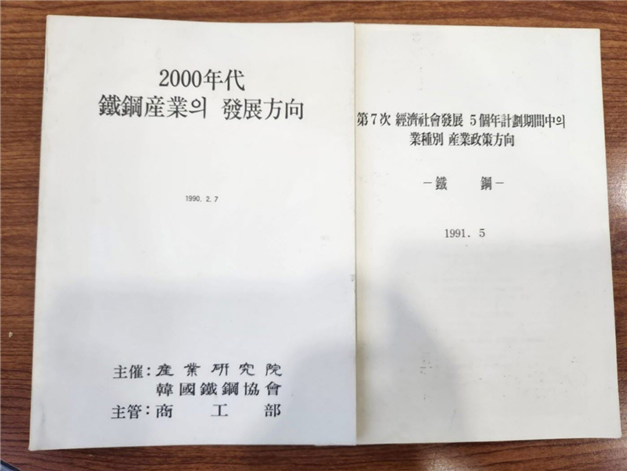 2000年代
鐵鋼産業의 發展方向
1990. 2. 7
主催: 産業研究院
韓國鐵鋼協會
主管: 商工部
第7次 經濟社會發展 5個年計劃期間中의
業種別 産業政策方向
- 鐵 鋼 -
1991. 5